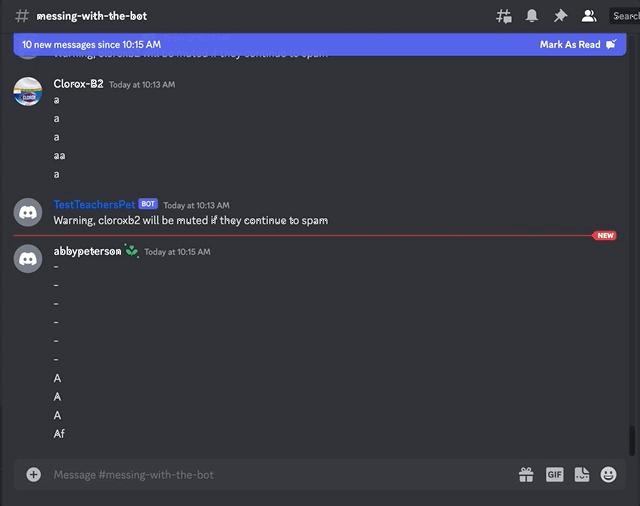 messing-with-the-bot
Search
10 new messages since 10:15 AM Mark As Read
Warning, cloroxb2 will be muted if they continue to spam
Clorox-B2 Today at 10:13 AM
a
a
a
aa
a
TestTeachersPet BOT Today at 10:13 AM
Warning, cloroxb2 will be muted if they continue to spam
NEW
abbypeterson Today at 10:15 AM
-
-
-
-
-
-
A
A
A
Af
Message #messing-with-the-bot
GIF